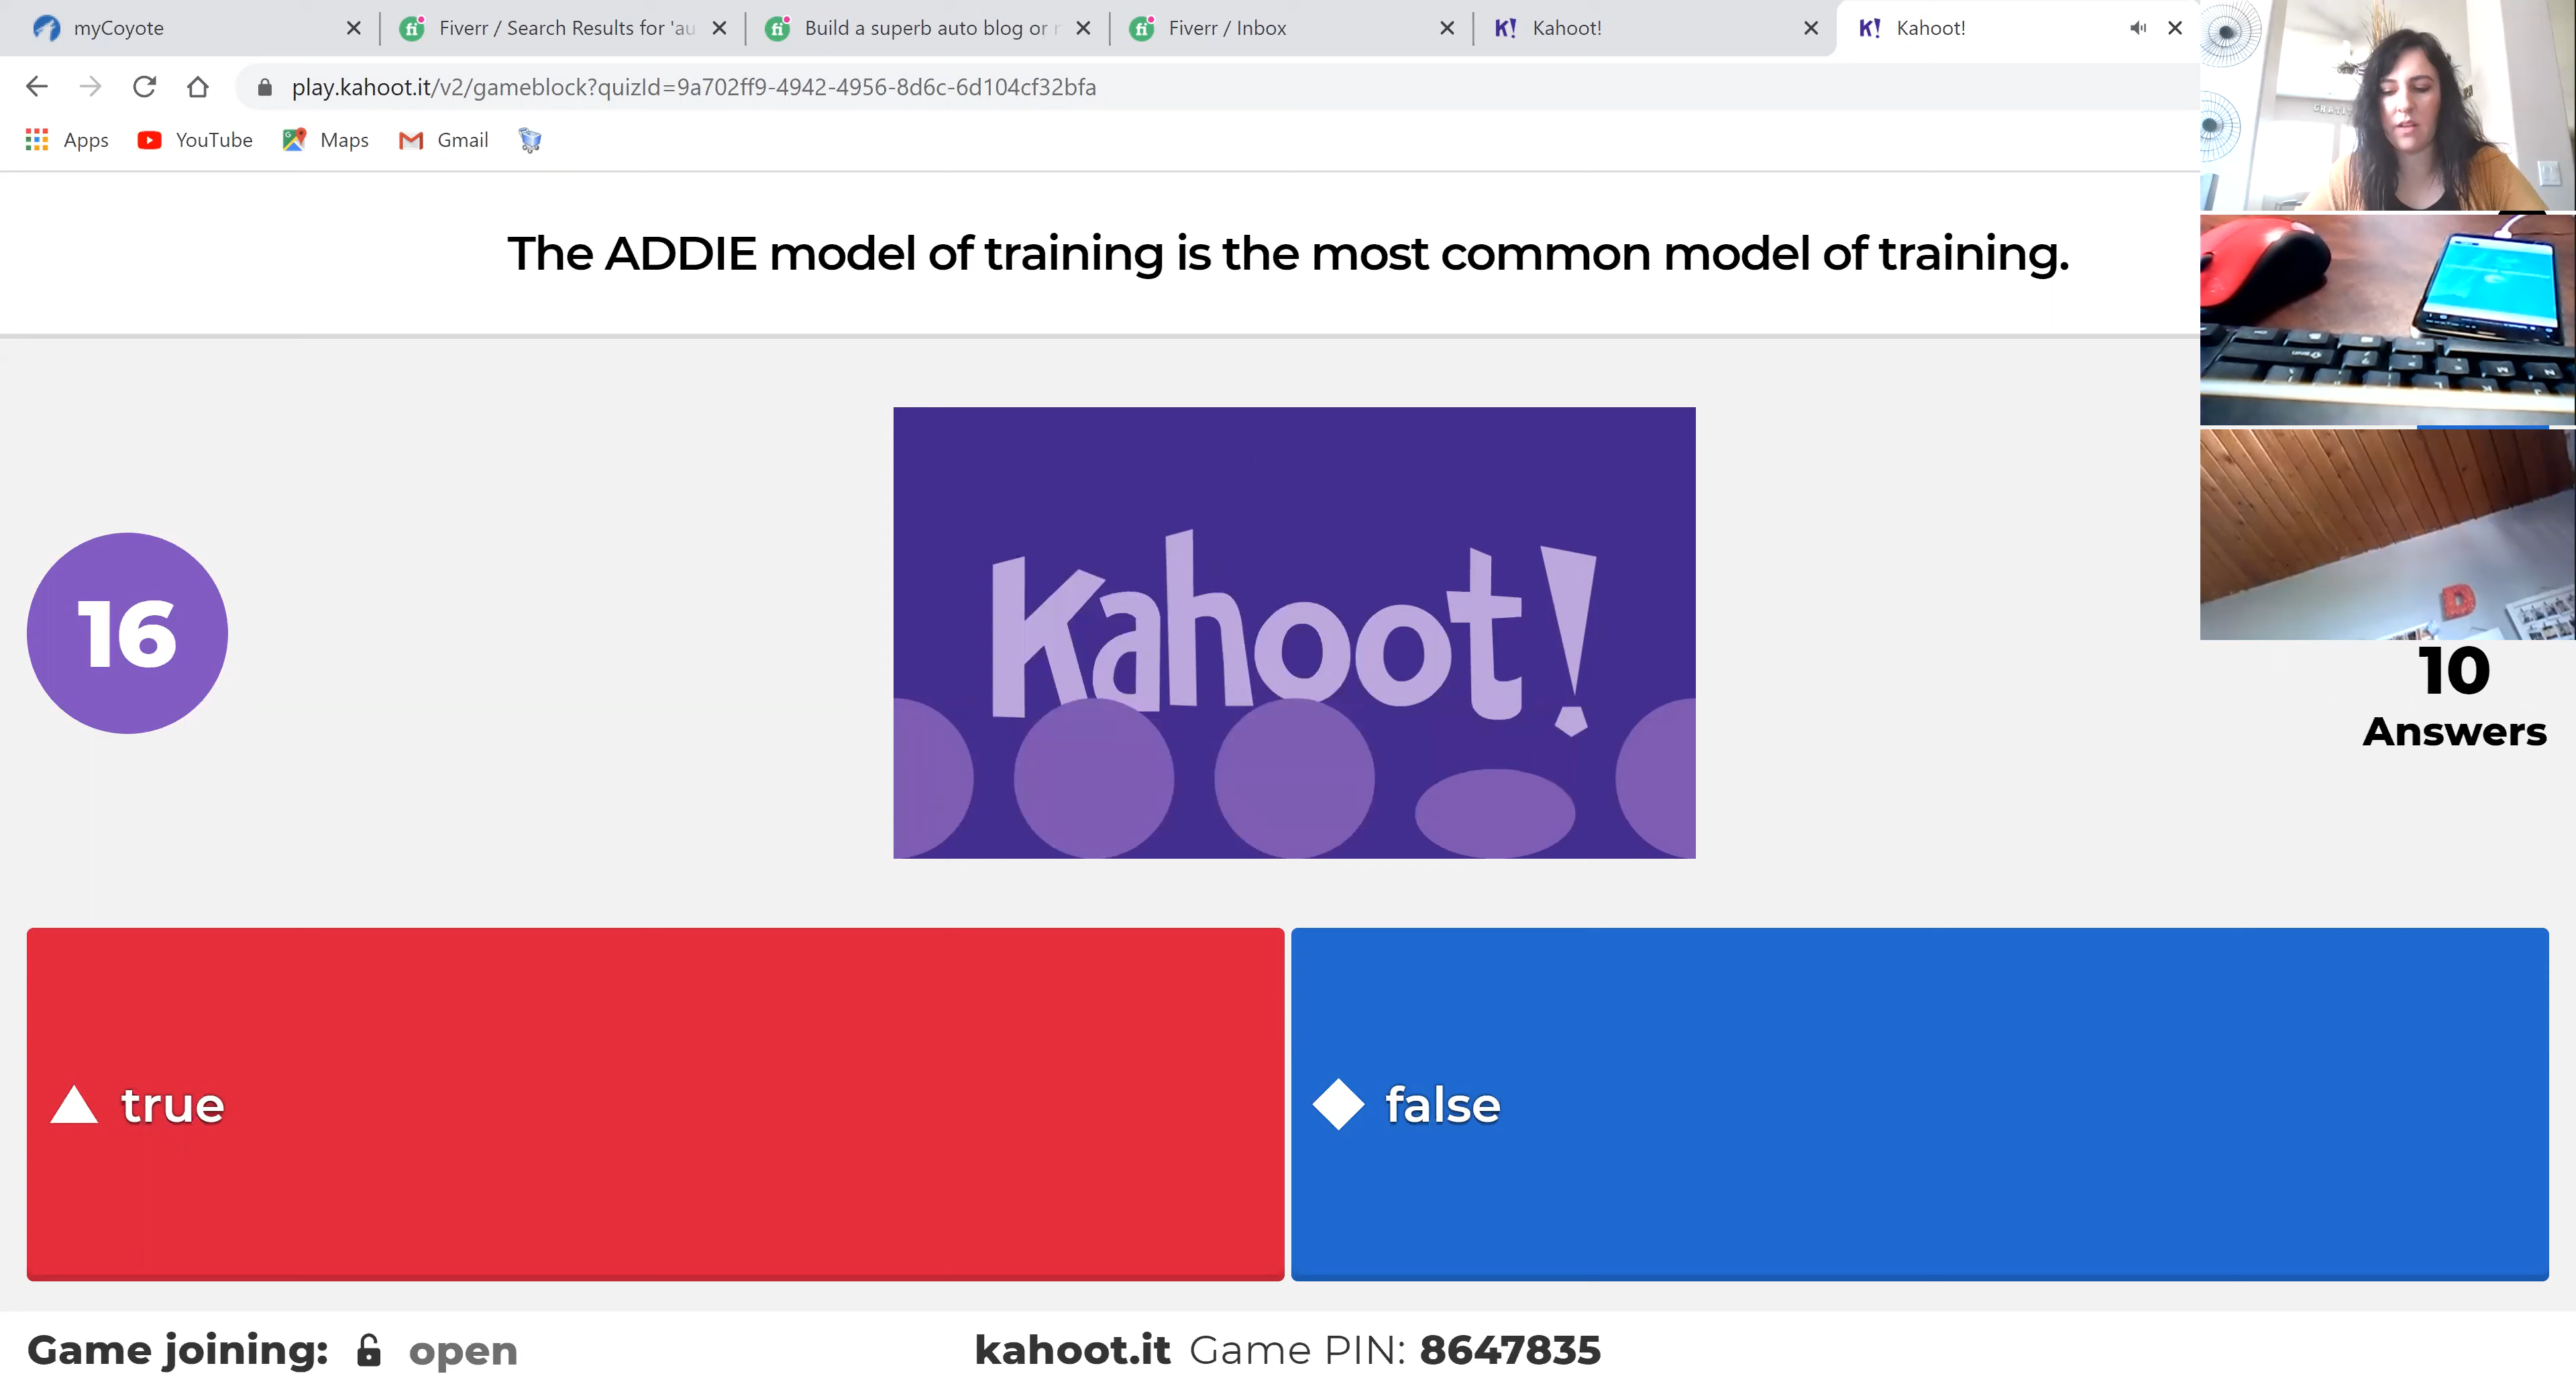 myCoyote
Fiverr / Search Results for 'au
Build a superb auto blog or
Fiverr / Inbox
Kahoot!
Kahoot!
play.kahoot.it/v2/gameblock?quizId=9a702ff9-4942-4956-8d6c-6d104cf32bfa
Apps
YouTube
Maps
Gmail
The ADDIE model of training is the most common model of training.
16
Kahoot!
10
Answers
true
false
Game joining: open
kahoot.it Game PIN: 8647835
D